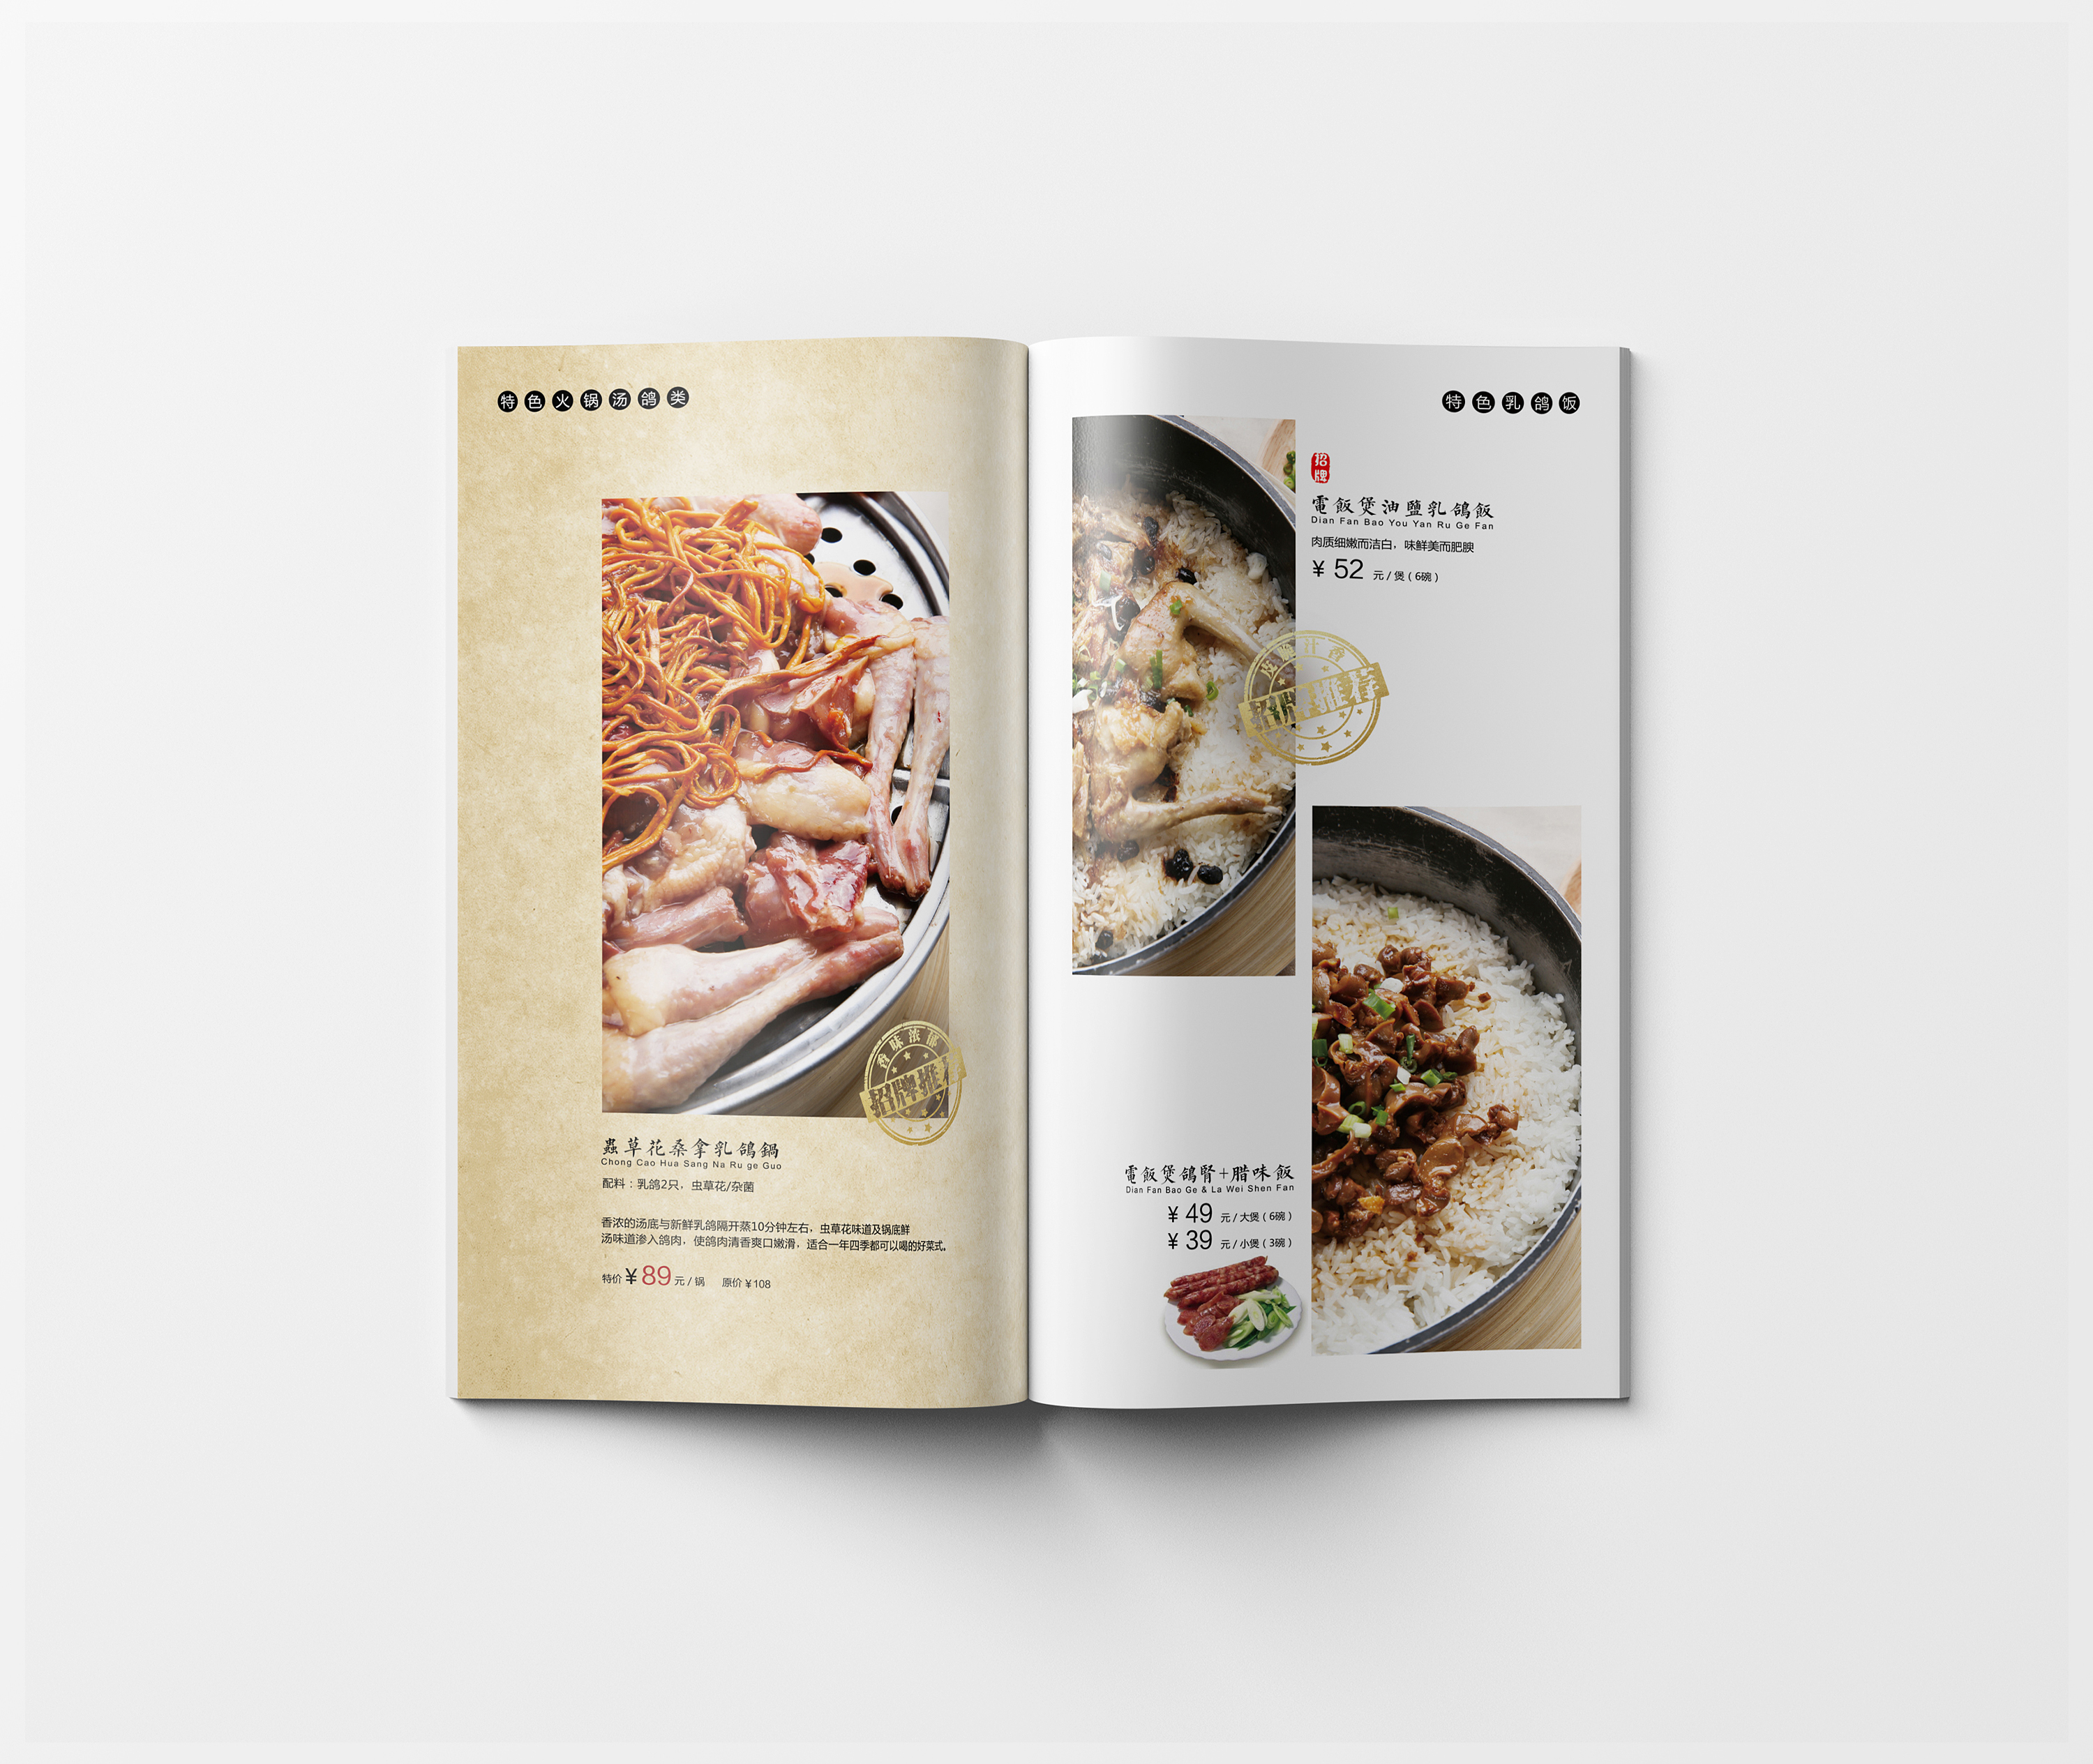 特色火锅汤鸽类
香味浓郁
招牌推荐
蟲草花桑拿乳鴿鍋
Chong Cao Hua Sang Na Ru ge Guo
配料：乳鸽2只，虫草花/杂菌
香浓的汤底与新鲜乳鸽隔开蒸10分钟左右，虫草花味道及锅底鲜
汤味道渗入鸽肉，使鸽肉清香爽口嫩滑，适合一年四季都可以喝的好菜式。
特价 ¥ 89 元 / 锅 原价 ¥ 108
特色乳鸽饭
招牌
電飯煲油鹽乳鴿飯
Dian Fan Bao You Yan Ru Ge Fan
肉质细嫩而洁白，味鲜美而肥腴
¥ 52 元 / 煲 ( 6碗 )
招牌推荐
電飯煲鴿腎+腊味飯
Dian Fan Bao Ge & La Wei Shen Fan
¥ 49 元 / 大煲 ( 6碗 )
¥ 39 元 / 小煲 ( 3碗 )